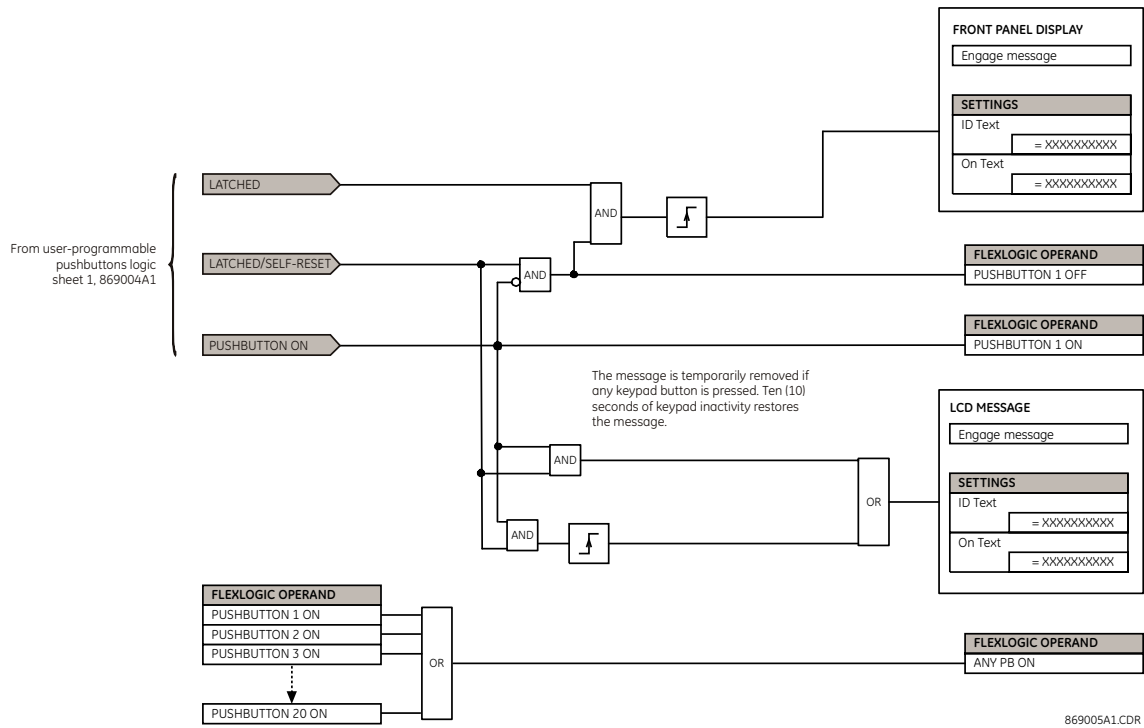 FRONT PANEL DISPLAY
Engage message
SETTINGS
ID Text
= XXXXXXXXXX
On Text
= XXXXXXXXXX
LATCHED
AND
From user-programmable
pushbuttons logic
sheet 1, 869004A1
LATCHED/SELF-RESET
AND
FLEXLOGIC OPERAND
PUSHBUTTON 1 OFF
PUSHBUTTON ON
FLEXLOGIC OPERAND
PUSHBUTTON 1 ON
The message is temporarily removed if
any keypad button is pressed. Ten (10)
seconds of keypad inactivity restores
the message.
LCD MESSAGE
Engage message
AND
OR
SETTINGS
ID Text
= XXXXXXXXXX
On Text
= XXXXXXXXXX
AND
FLEXLOGIC OPERAND
PUSHBUTTON 1 ON
PUSHBUTTON 2 ON
PUSHBUTTON 3 ON
PUSHBUTTON 20 ON
OR
FLEXLOGIC OPERAND
ANY PB ON
869005A1.CDR